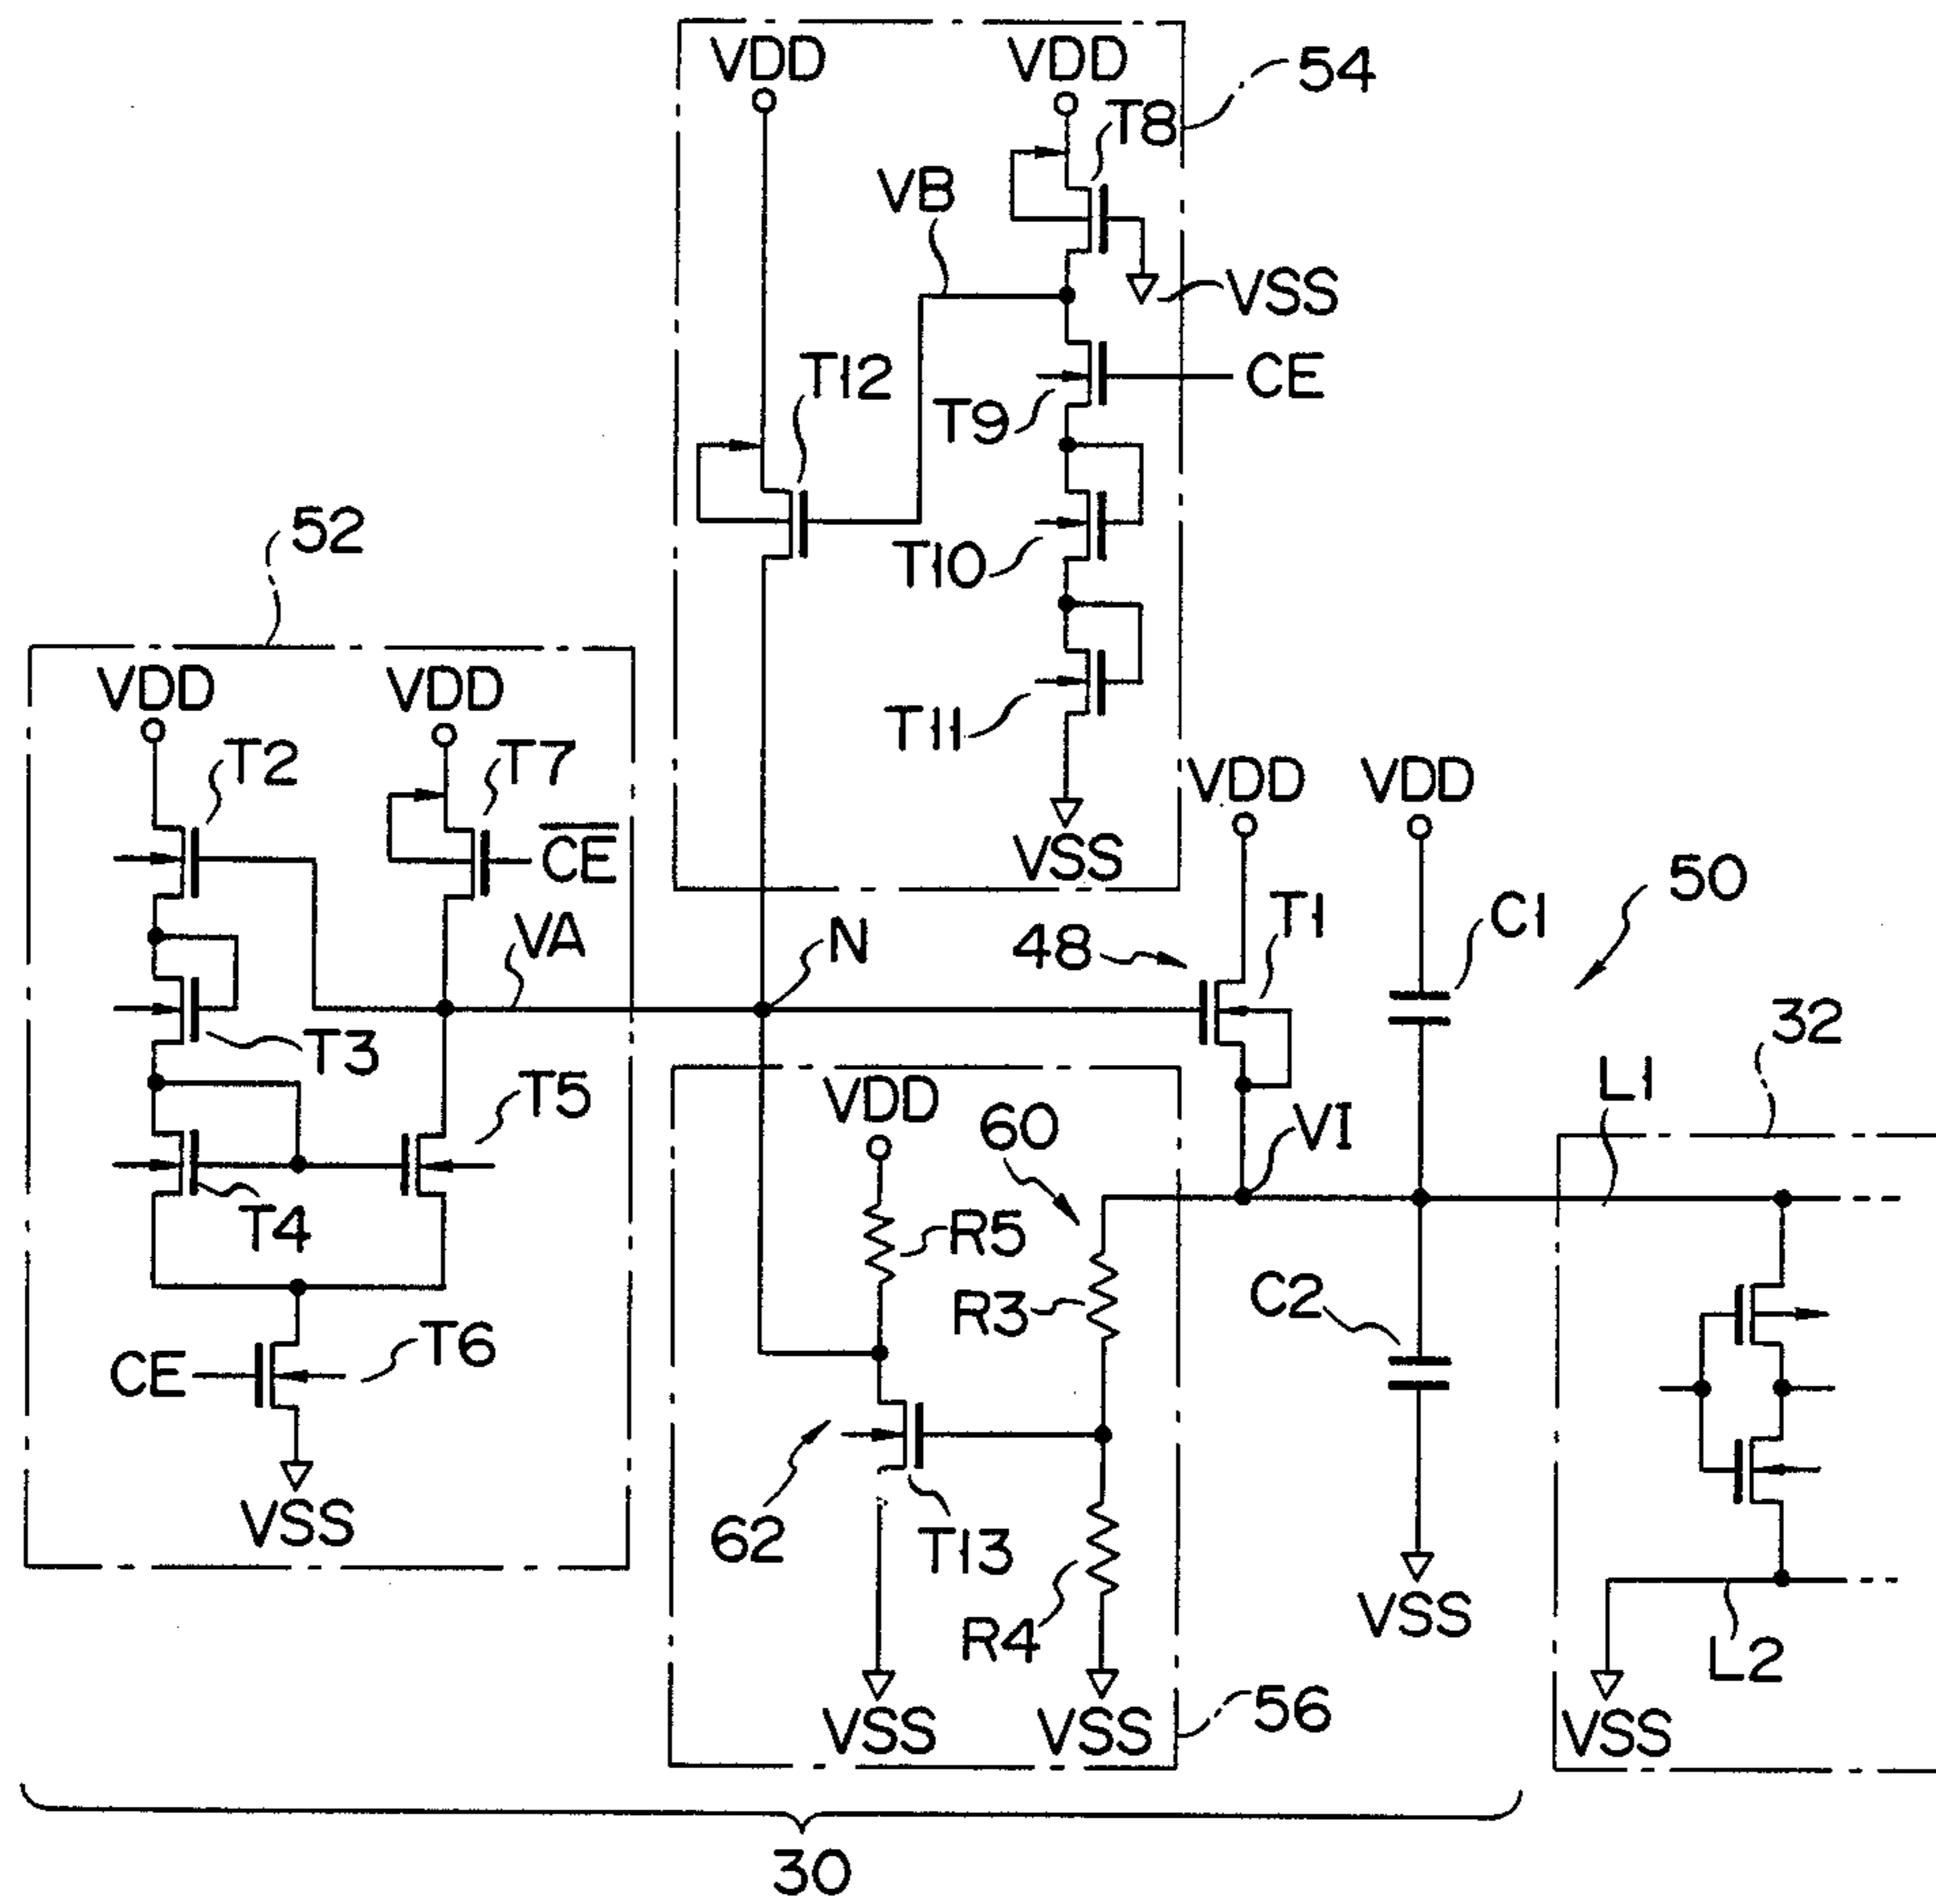 VDD
VDD
54
T8
VB
VSS
T12
CE
T9
52
T10
VDD
VDD
T11
T2
T7
VDD
VDD
C̅E̅
VSS
50
VA
N
48
T1
C1
32
T3
L1
VDD
T5
60
VI
T4
R5
C2
R3
T6
CE
VSS
62
T13
VSS
R4
L2
VSS
VSS
56
VSS
30